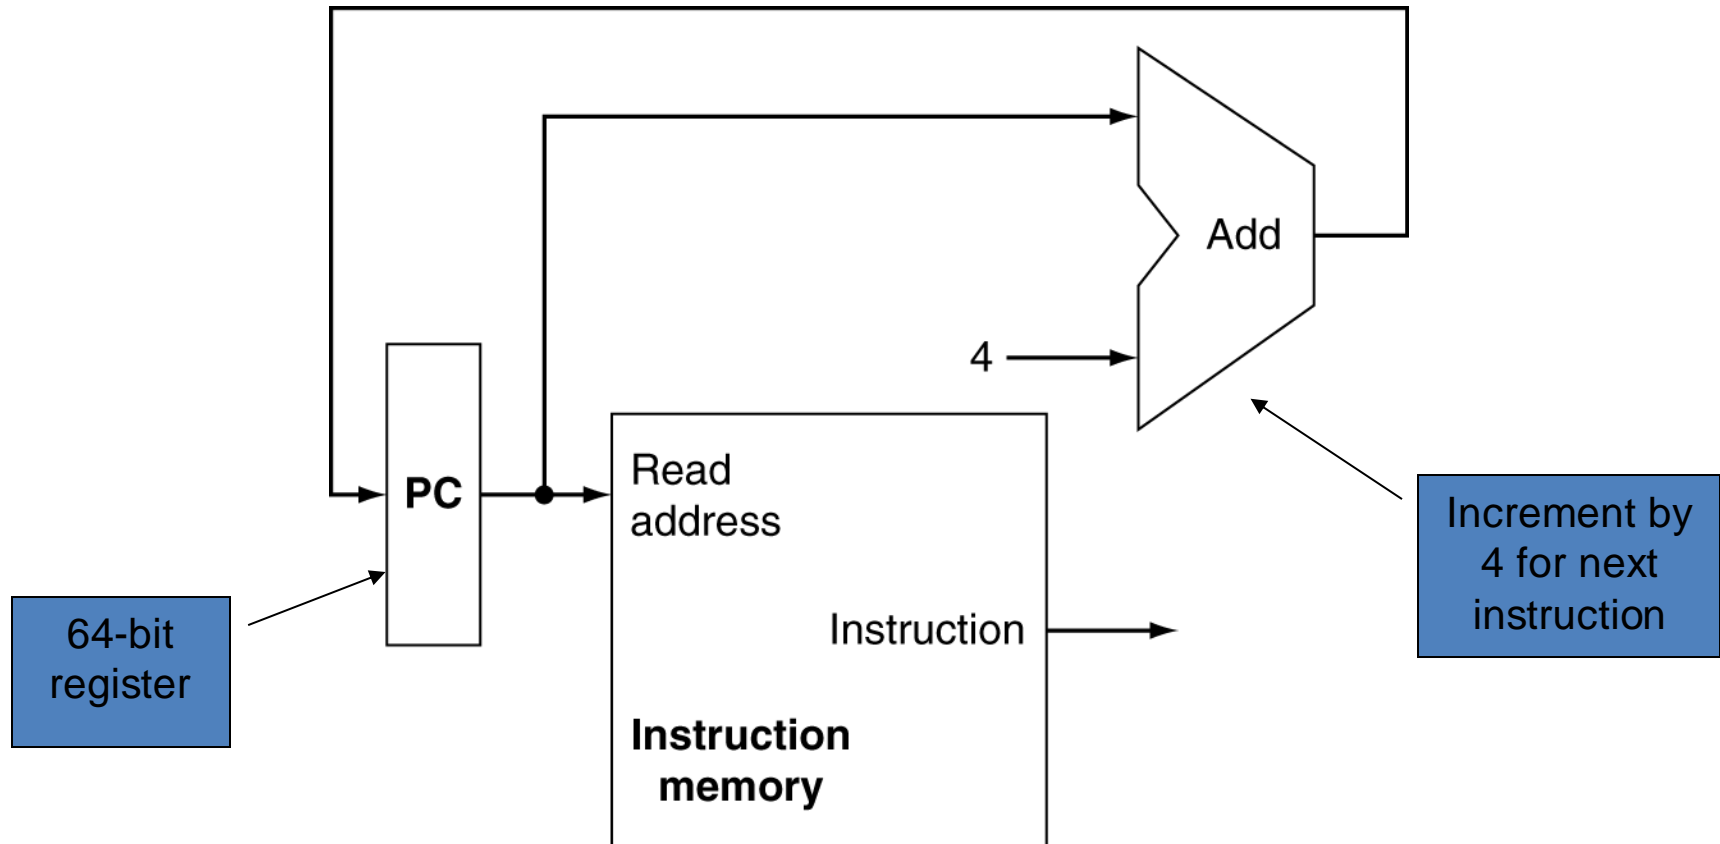 Add
4
PC
Read
address
Instruction
Instruction
memory
64-bit
register
Increment by
4 for next
instruction